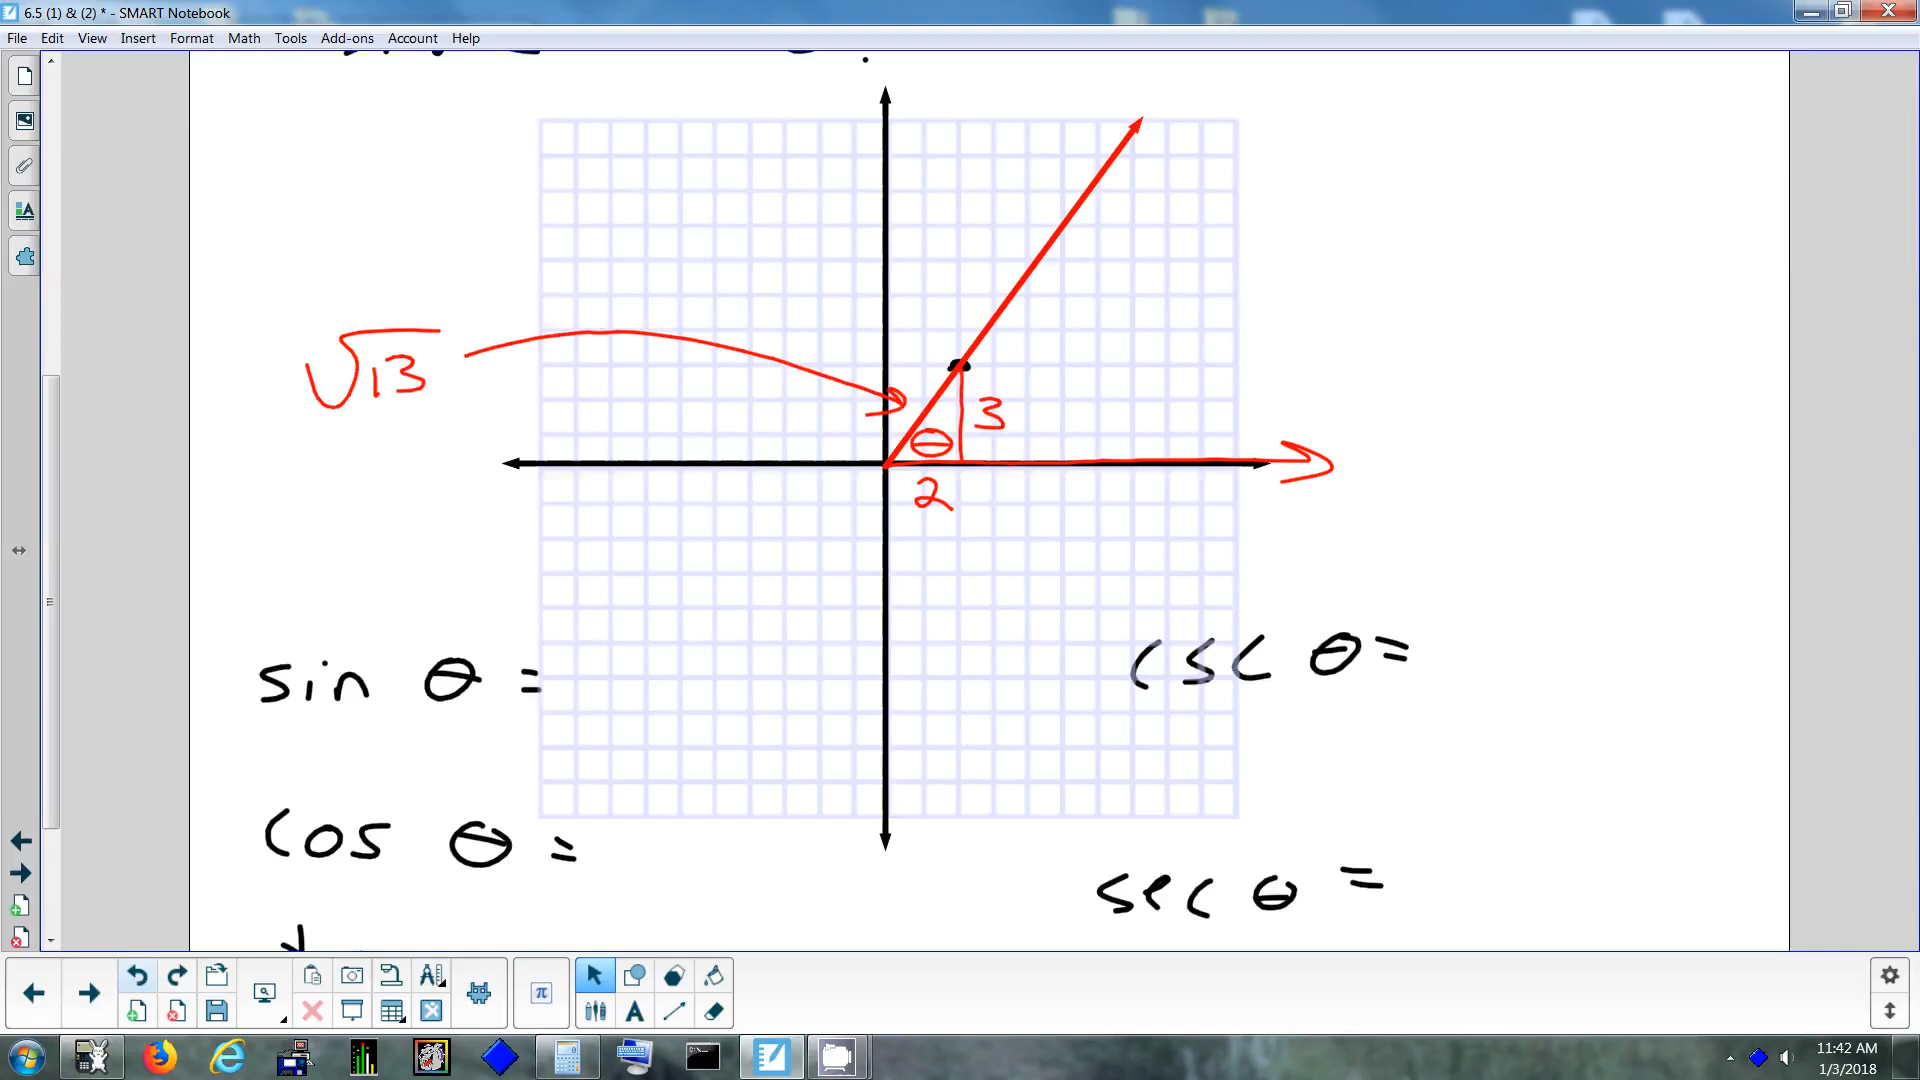 6.5 (1) & (2) * - SMART Notebook
File Edit View Insert Format Math Tools Add-ons Account Help
√13
3
θ
2
sin θ =
csc θ =
cos θ =
sec θ =
π
A
11:42 AM
1/3/2018